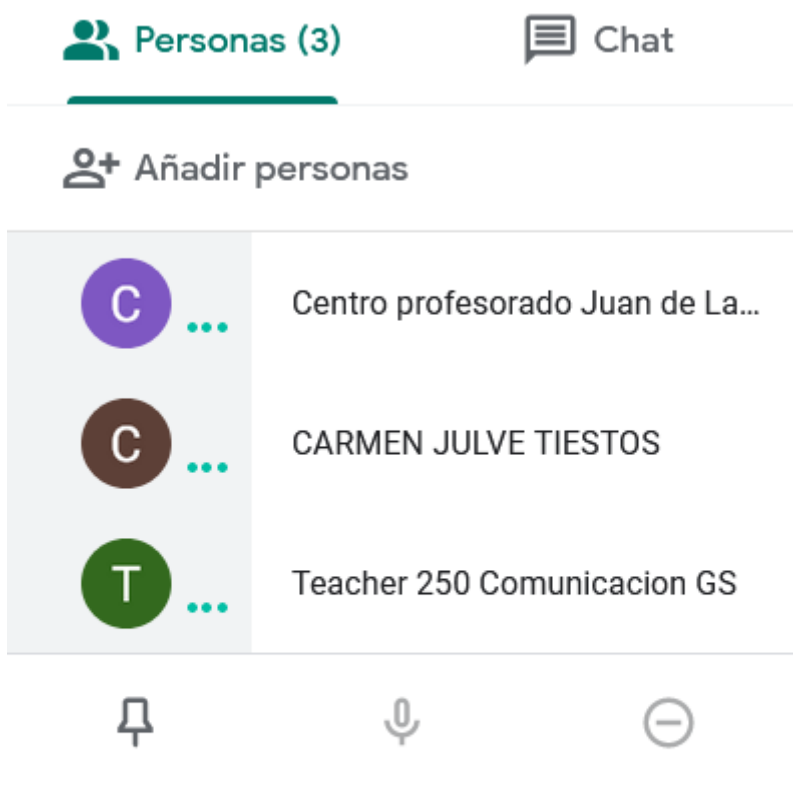 Personas (3)
Chat
Añadir personas
C
Centro profesorado Juan de La...
C
CARMEN JULVE TIESTOS
T
Teacher 250 Comunicacion GS